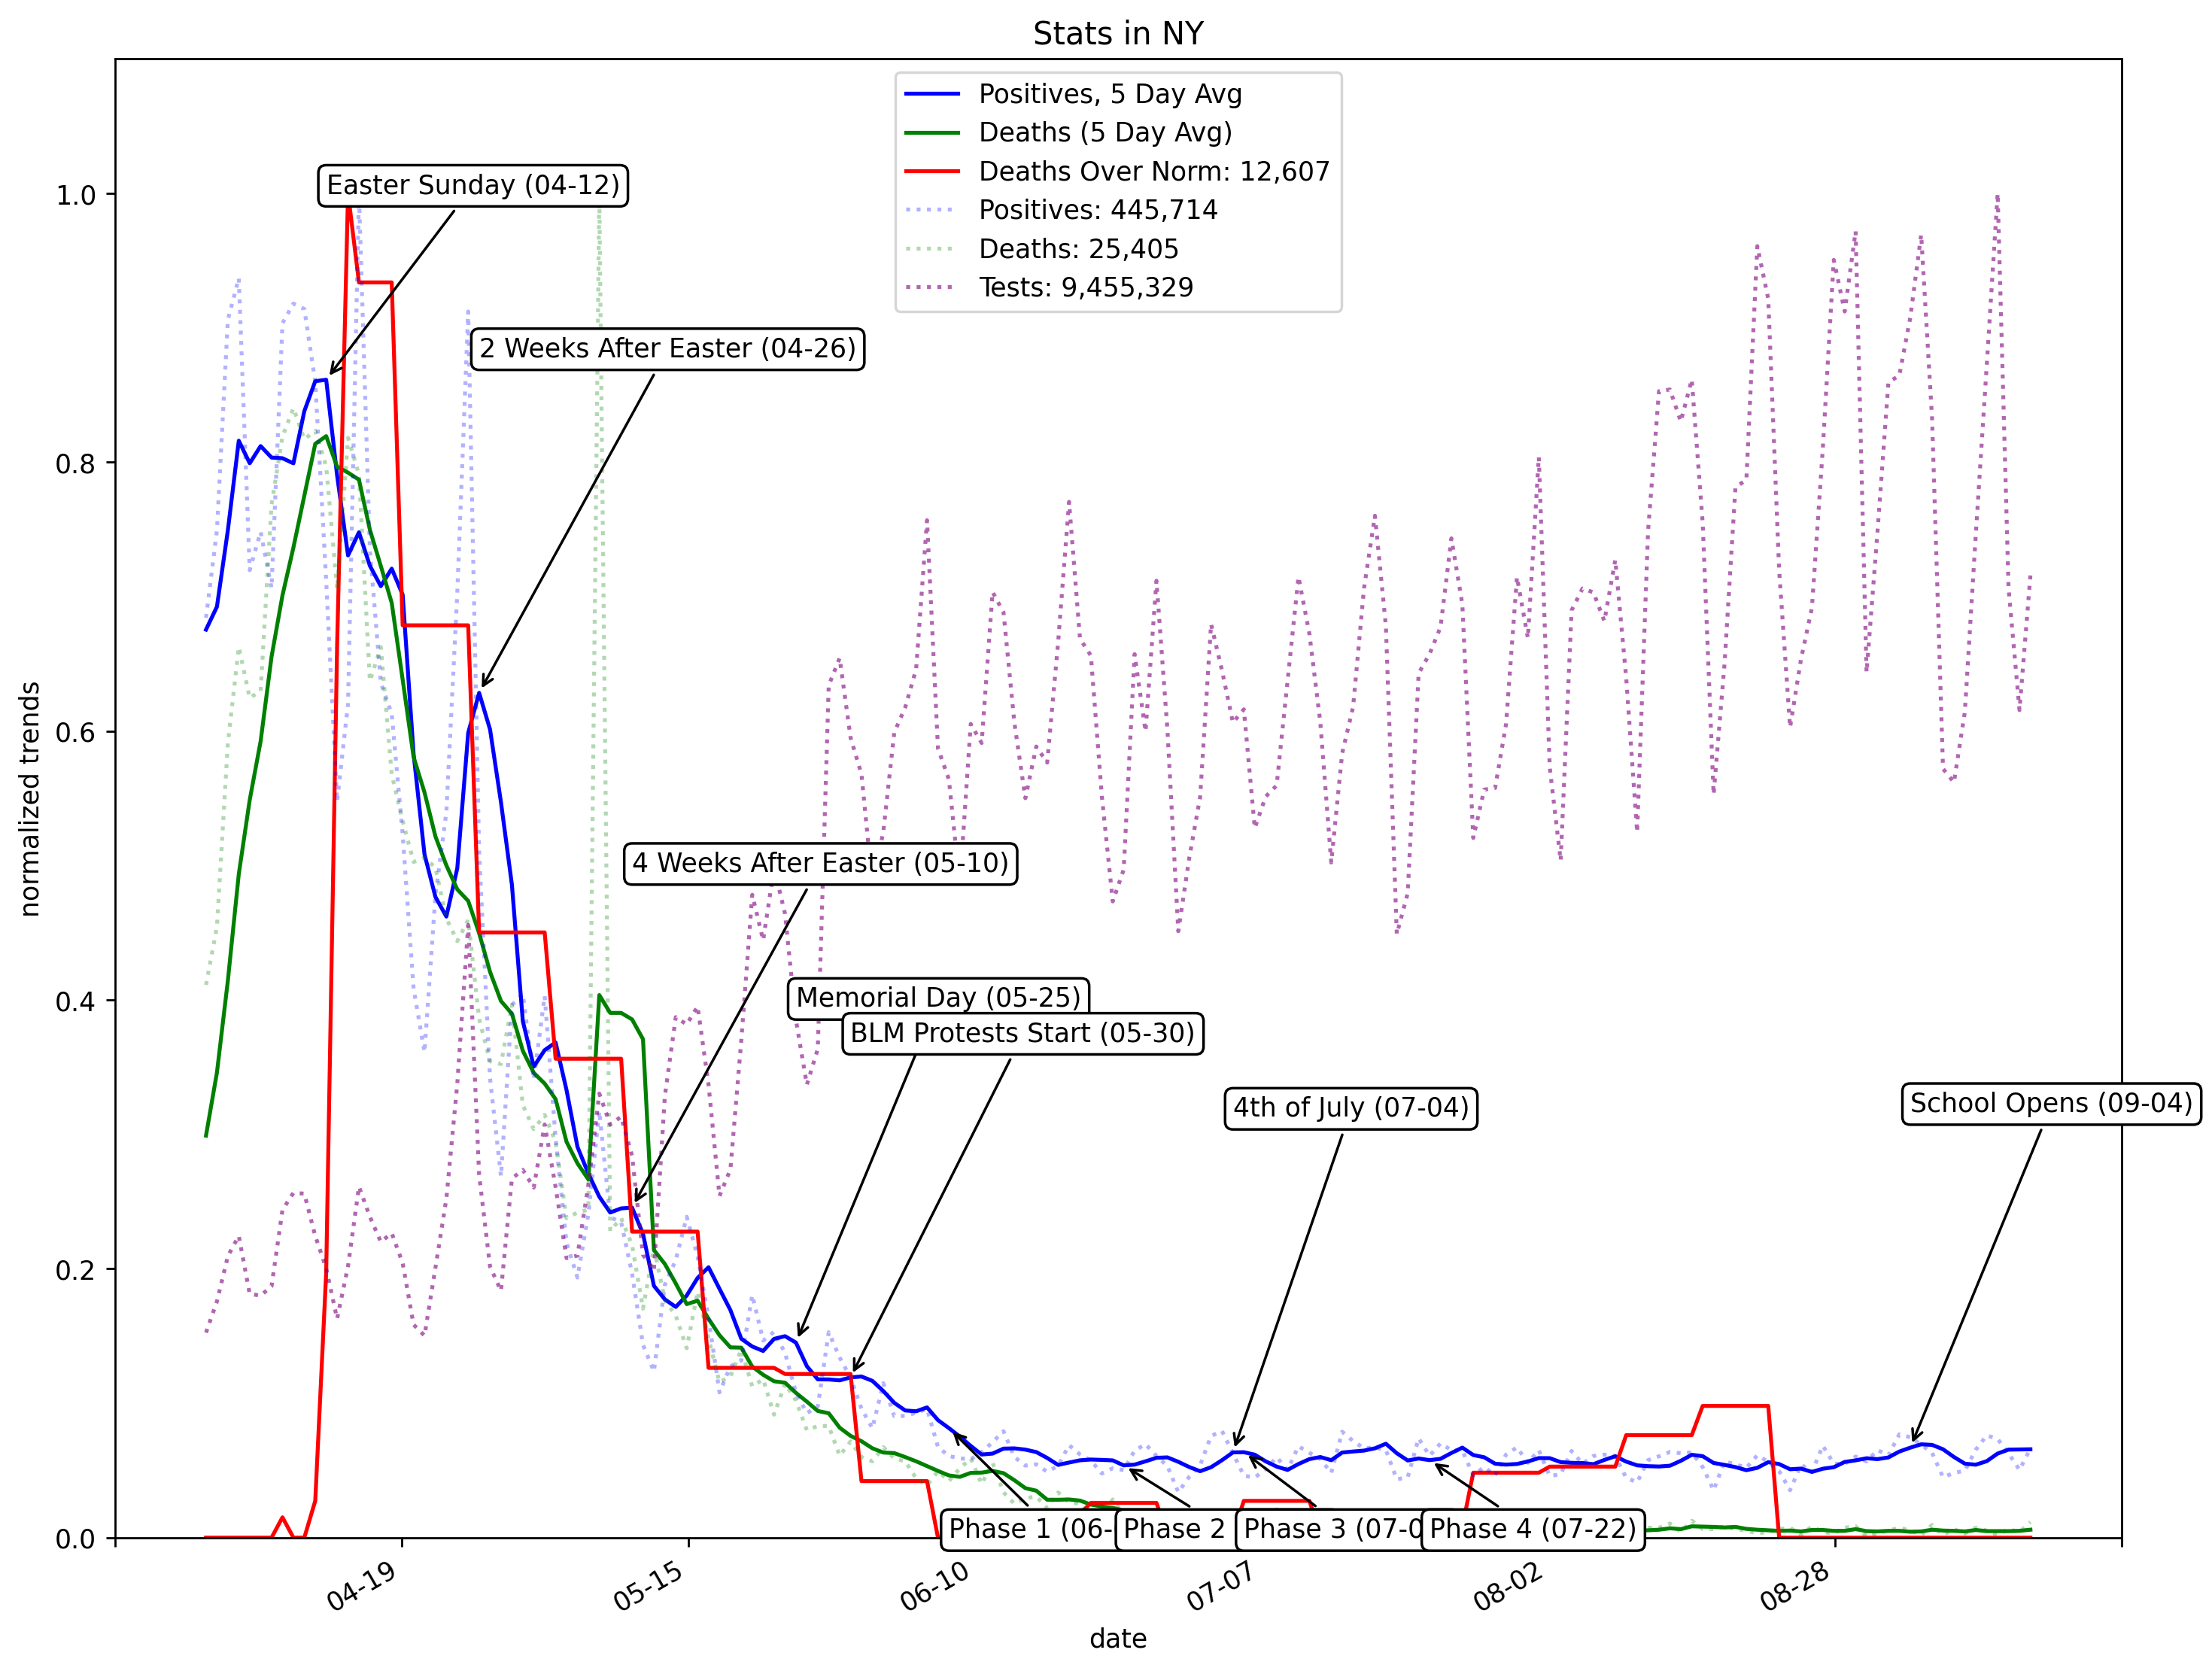 Stats in NY
Positives, 5 Day Avg
Deaths (5 Day Avg)
Deaths Over Norm: 12,607
Positives: 445,714
Deaths: 25,405
Tests: 9,455,329
Easter Sunday (04-12)
2 Weeks After Easter (04-26)
4 Weeks After Easter (05-10)
Memorial Day (05-25)
BLM Protests Start (05-30)
4th of July (07-04)
School Opens (09-04)
Phase 1 (06-
Phase 2
Phase 3 (07-0
Phase 4 (07-22)
normalized trends
1.0
0.8
0.6
0.4
0.2
0.0
04-19
05-15
06-10
07-07
08-02
08-28
date